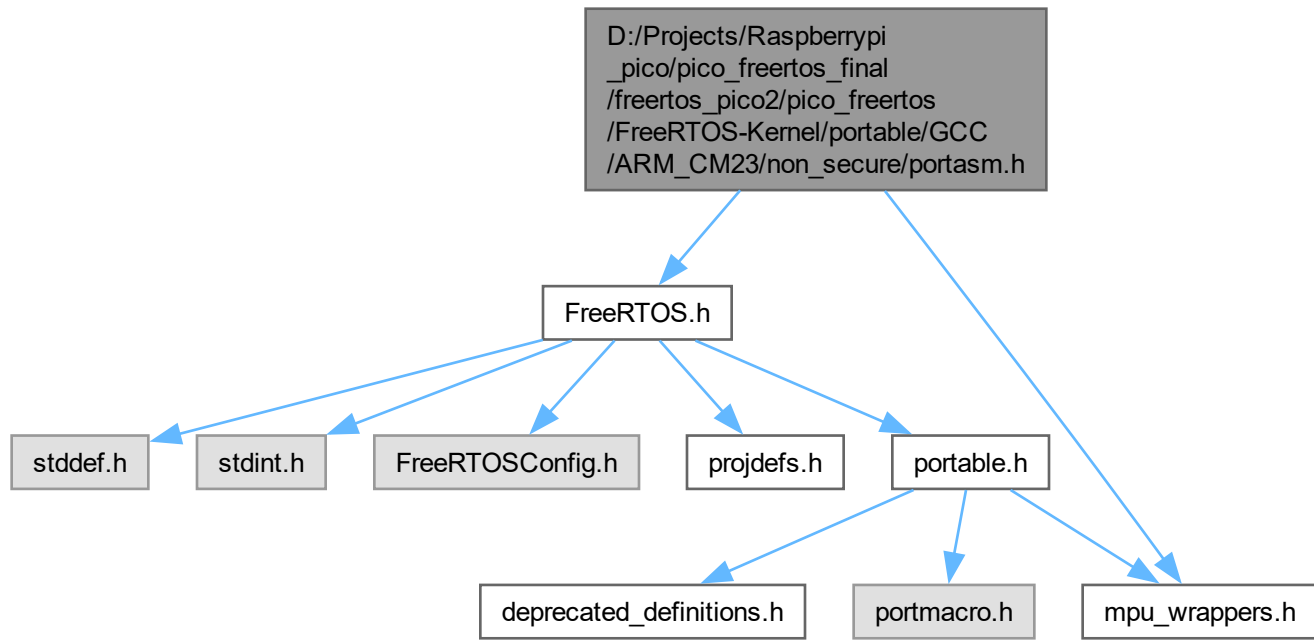 D:/Projects/Raspberrypi
_pico/pico_freertos_final
/freertos_pico2/pico_freertos
/FreeRTOS-Kernel/portable/GCC
/ARM_CM23/non_secure/portasm.h
FreeRTOS.h
stddef.h
stdint.h
FreeRTOSConfig.h
projdefs.h
portable.h
deprecated_definitions.h
portmacro.h
mpu_wrappers.h